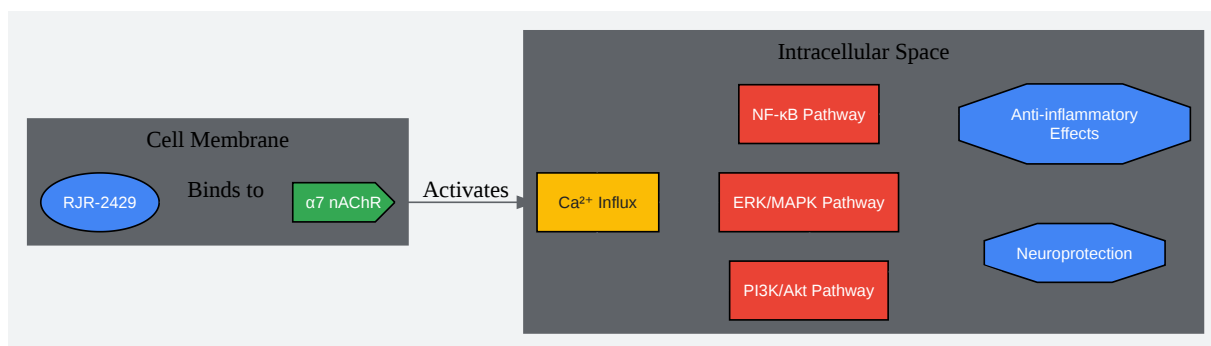 Cell Membrane
RJR-2429
Binds to
α7 nAChR
Activates
Intracellular Space
Ca²⁺ Influx
NF-κB Pathway
ERK/MAPK Pathway
PI3K/Akt Pathway
Anti-inflammatory
Effects
Neuroprotection